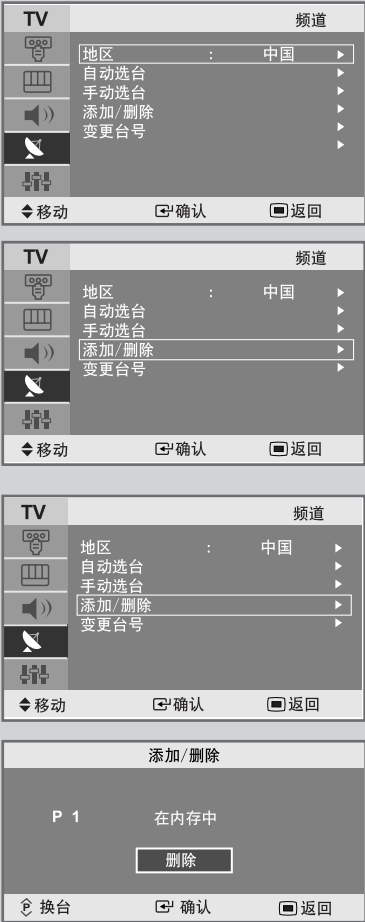 TV 频道
地区 : 中国
自动选台
手动选台
添加/删除
变更台号
移动 确认 返回
TV 频道
地区 : 中国
自动选台
手动选台
添加/删除
变更台号
移动 确认 返回
TV 频道
地区 : 中国
自动选台
手动选台
添加/删除
变更台号
移动 确认 返回
添加/删除
P 1 在内存中
删除
P 换台 确认 返回